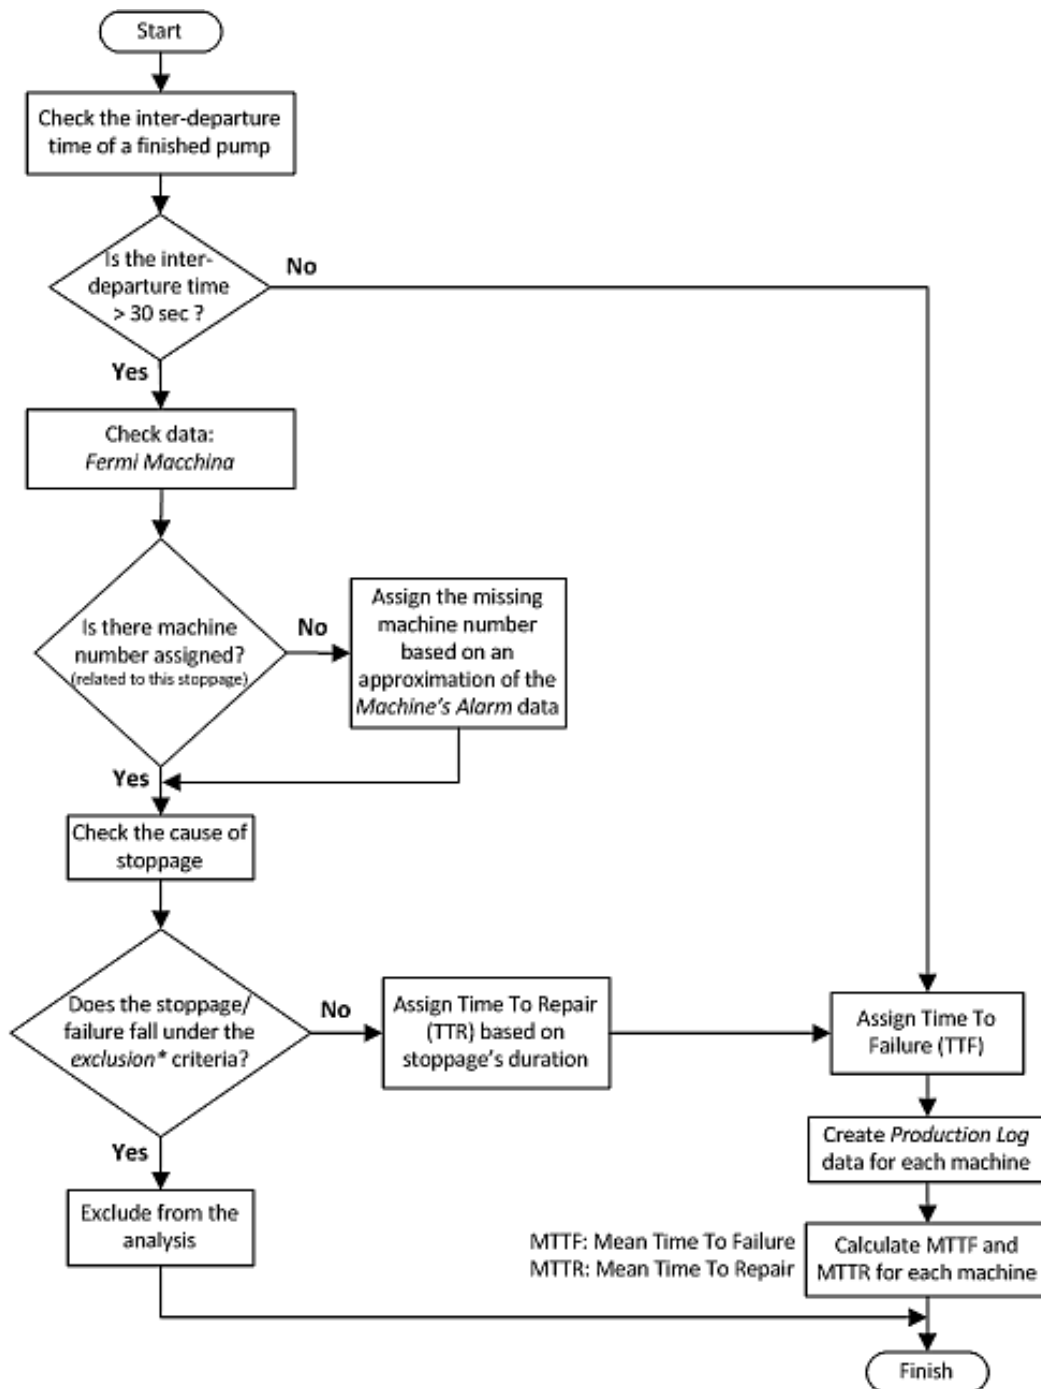 Start
Check the inter-departure
time of a finished pump
Is the inter-
departure time
> 30 sec ?
No
Yes
Check data:
Fermi Macchina
Is there machine
number assigned?
(related to this stoppage)
No
Assign the missing
machine number
based on an
approximation of the
Machine's Alarm data
Yes
Check the cause of
stoppage
Does the stoppage/
failure fall under the
exclusion* criteria?
No
Assign Time To Repair
(TTR) based on
stoppage's duration
Assign Time To
Failure (TTF)
Yes
Create Production Log
data for each machine
Exclude from the
analysis
MTTF: Mean Time To Failure
MTTR: Mean Time To Repair
Calculate MTTF and
MTTR for each machine
Finish